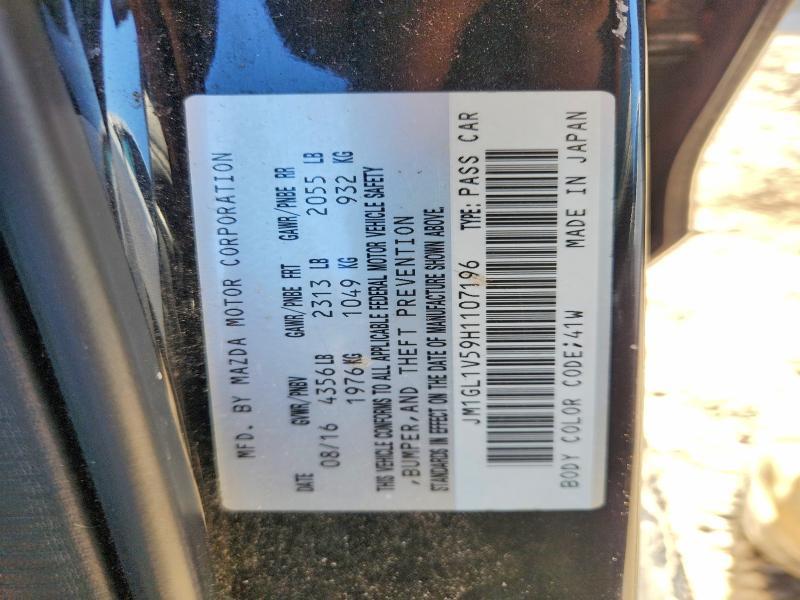 MFD. BY MAZDA MOTOR CORPORATION
DATE GVWR/PNBV GAWR/PNBE FRT GAWR/PNBE RR
08/16 4356LB 2313 LB 2055 LB
1976KG 1049 KG 932 KG
THIS VEHICLE CONFORMS TO ALL APPLICABLE FEDERAL MOTOR VEHICLE SAFETY
,BUMPER,AND THEFT PREVENTION
STANDARDS IN EFFECT ON THE DATE OF MANUFACTURE SHOWN ABOVE.
JM1GL1V59H1107196 TYPE: PASS CAR
BODY COLOR CODE;41W MADE IN JAPAN